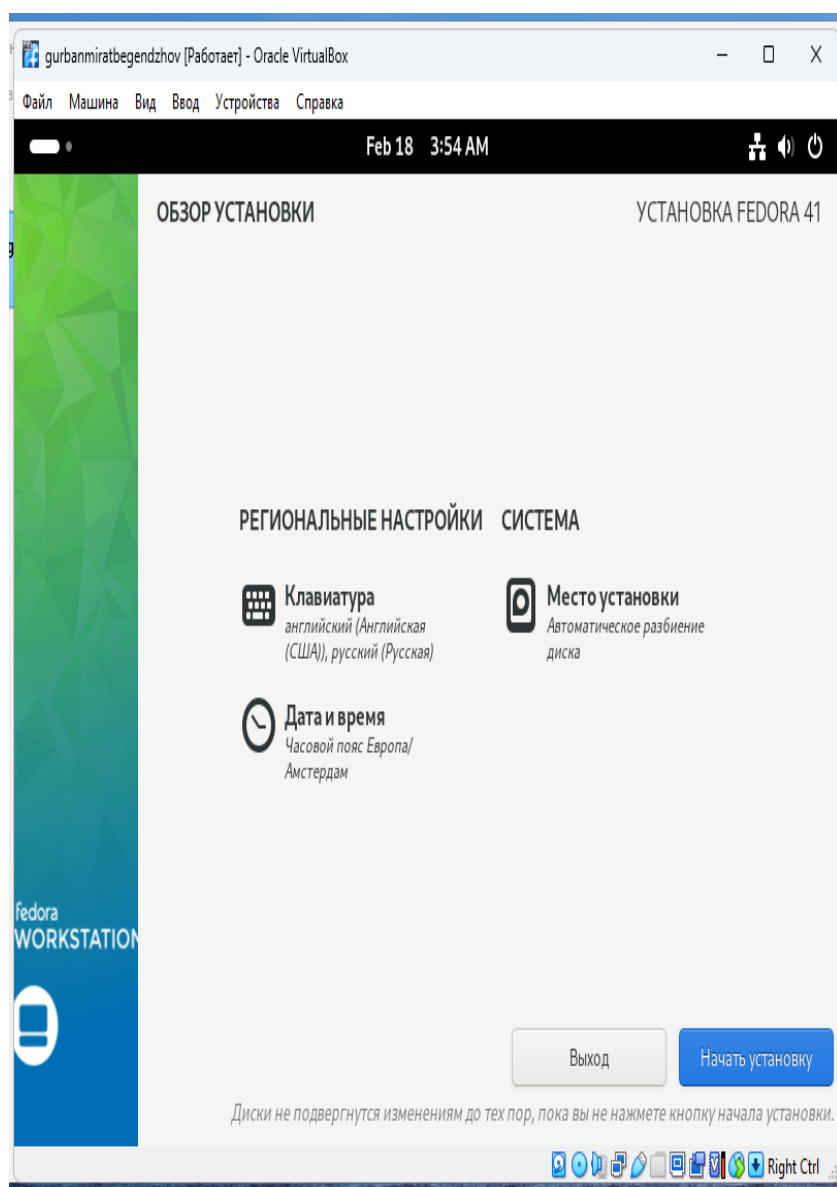 gurbanmiratbegendzhov [Работает] - Oracle VirtualBox
Файл Машина Вид Ввод Устройства Справка
Feb 18 3:54 AM
ОБЗОР УСТАНОВКИ
УСТАНОВКА FEDORA 41
РЕГИОНАЛЬНЫЕ НАСТРОЙКИ
Клавиатура
английский (Английская
(США)), русский (Русская)
Дата и время
Часовой пояс Европа/
Амстердам
СИСТЕМА
Место установки
Автоматическое разбиение
диска
fedora
WORKSTATION
Выход
Начать установку
Диски не подвергнутся изменениям до тех пор, пока вы не нажмете кнопку начала установки.
Right Ctrl